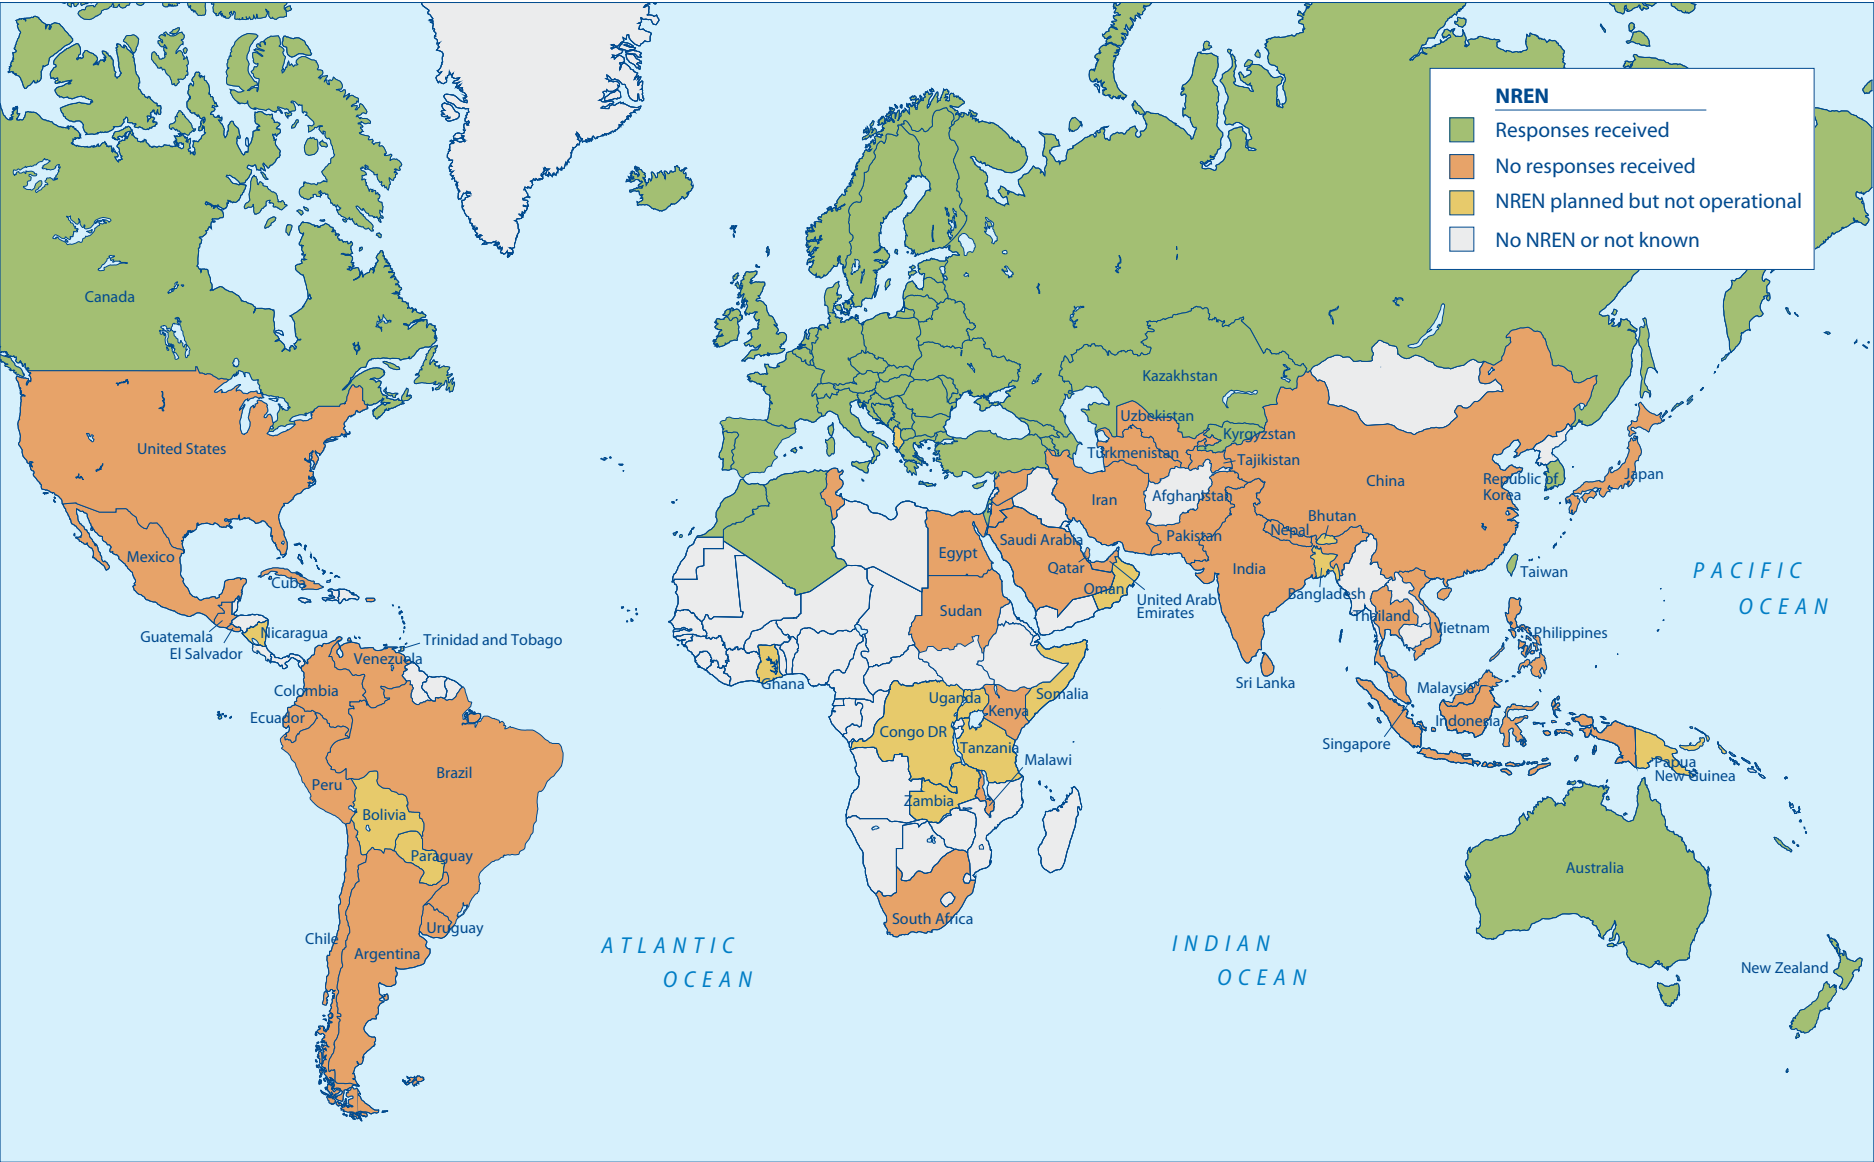 NREN
Responses received
No responses received
NREN planned but not operational
No NREN or not known
Canada
United States
Mexico
Cuba
Guatemala
El Salvador
Nicaragua
Trinidad and Tobago
Venezuela
Colombia
Ecuador
Peru
Brazil
Bolivia
Paraguay
Uruguay
Chile
Argentina
ATLANTIC
OCEAN
Kazakhstan
Uzbekistan
Kyrgyzstan
Turkmenistan
Tajikistan
Afghanistan
Iran
Pakistan
Saudi Arabia
Qatar
Oman
United Arab
Emirates
Egypt
Sudan
Ghana
Uganda
Kenya
Somalia
Congo DR
Tanzania
Malawi
Zambia
South Africa
INDIAN
OCEAN
China
Republic of
Korea
Japan
Nepal
Bhutan
India
Bangladesh
Taiwan
Thailand
Vietnam
Philippines
Sri Lanka
Malaysia
Indonesia
Singapore
Papua
New Guinea
PACIFIC
OCEAN
Australia
New Zealand